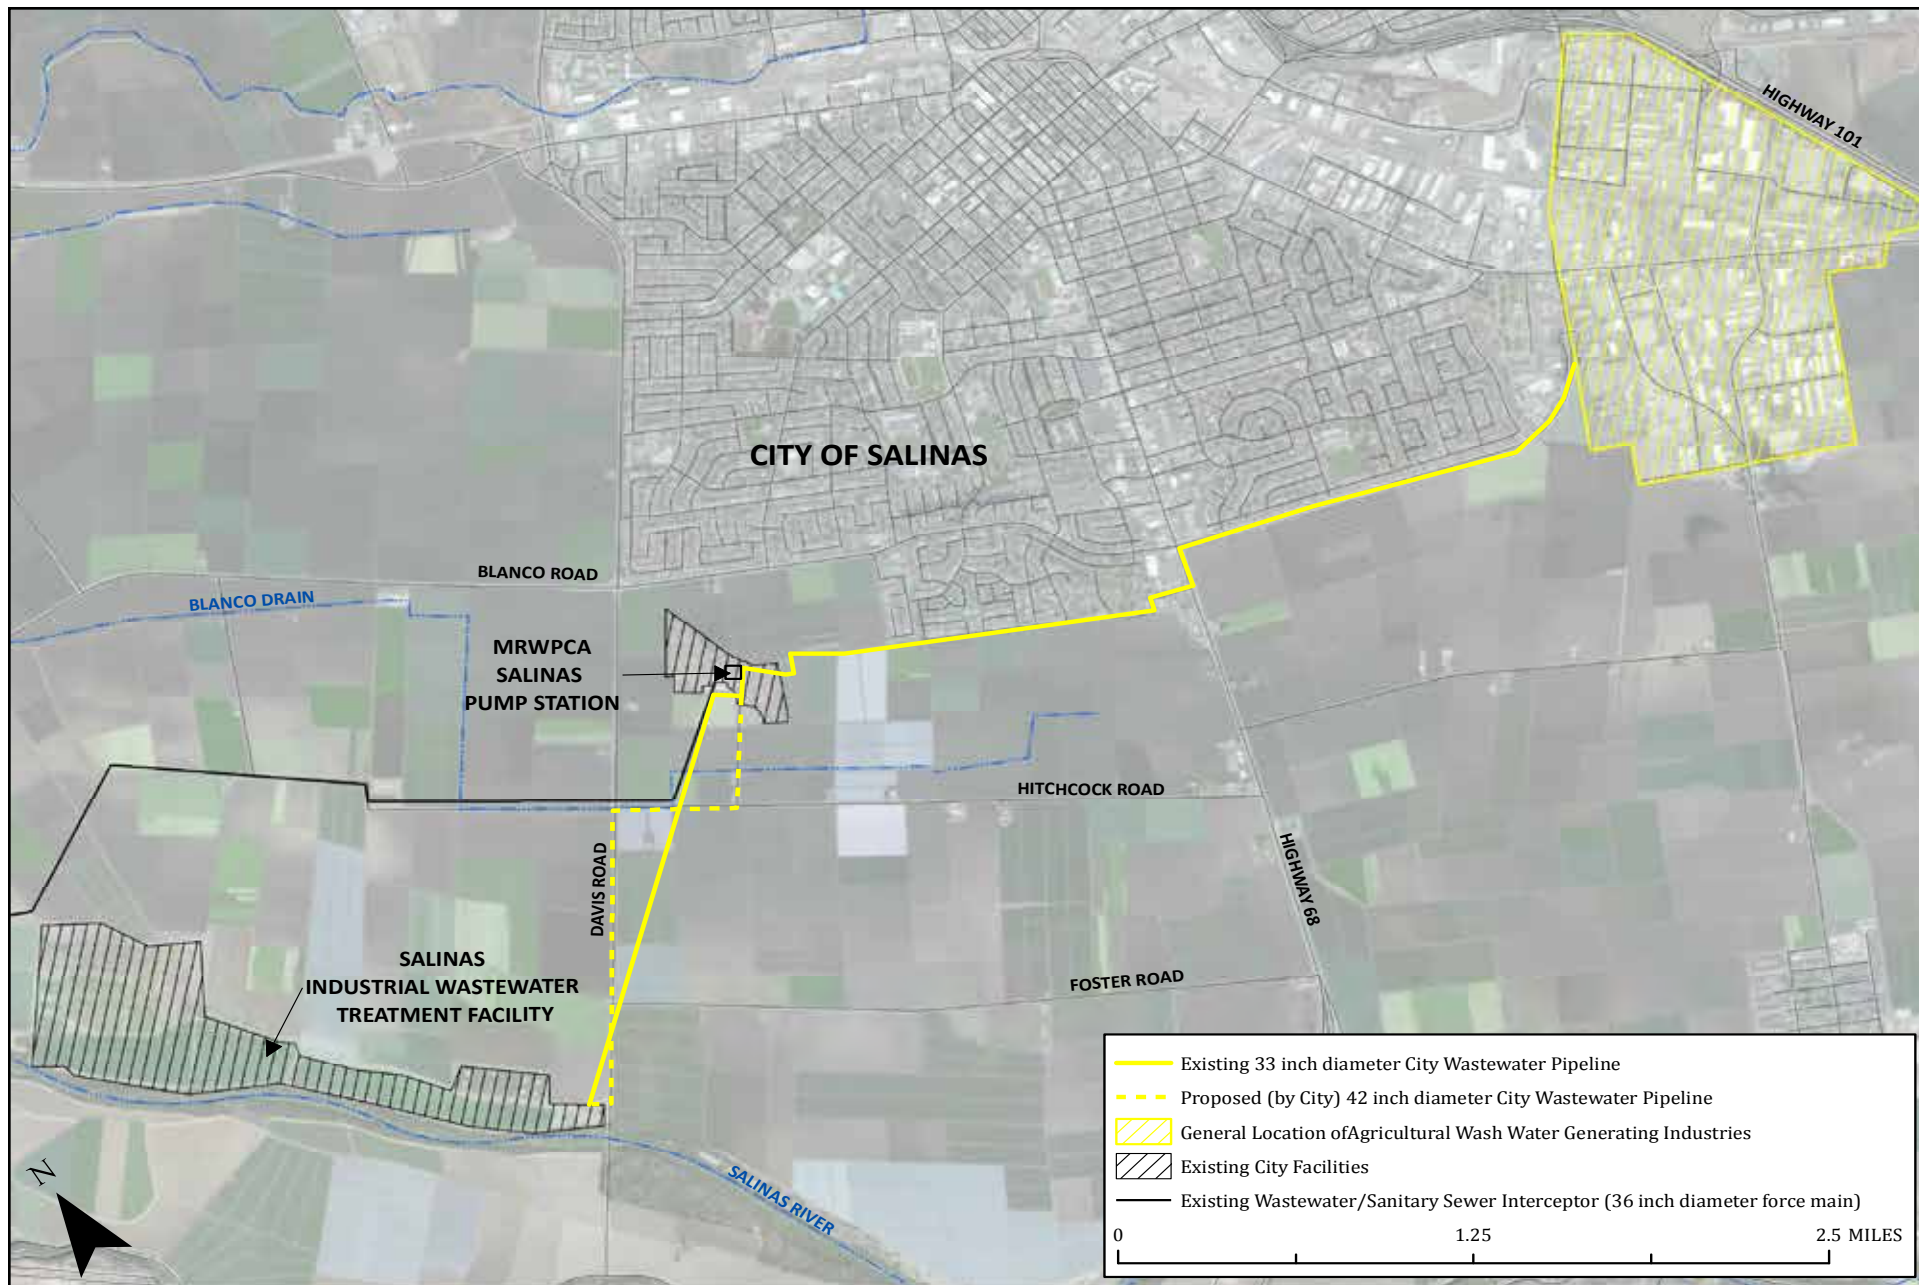 HIGHWAY 101
CITY OF SALINAS
BLANCO ROAD
BLANCO DRAIN
MRWPCA
SALINAS
PUMP STATION
HITCHCOCK ROAD
DAVIS ROAD
HIGHWAY 68
SALINAS
INDUSTRIAL WASTEWATER
TREATMENT FACILITY
FOSTER ROAD
SALINAS RIVER
N
Existing 33 inch diameter City Wastewater Pipeline
Proposed (by City) 42 inch diameter City Wastewater Pipeline
General Location ofAgricultural Wash Water Generating Industries
Existing City Facilities
Existing Wastewater/Sanitary Sewer Interceptor (36 inch diameter force main)
0 1.25 2.5 MILES